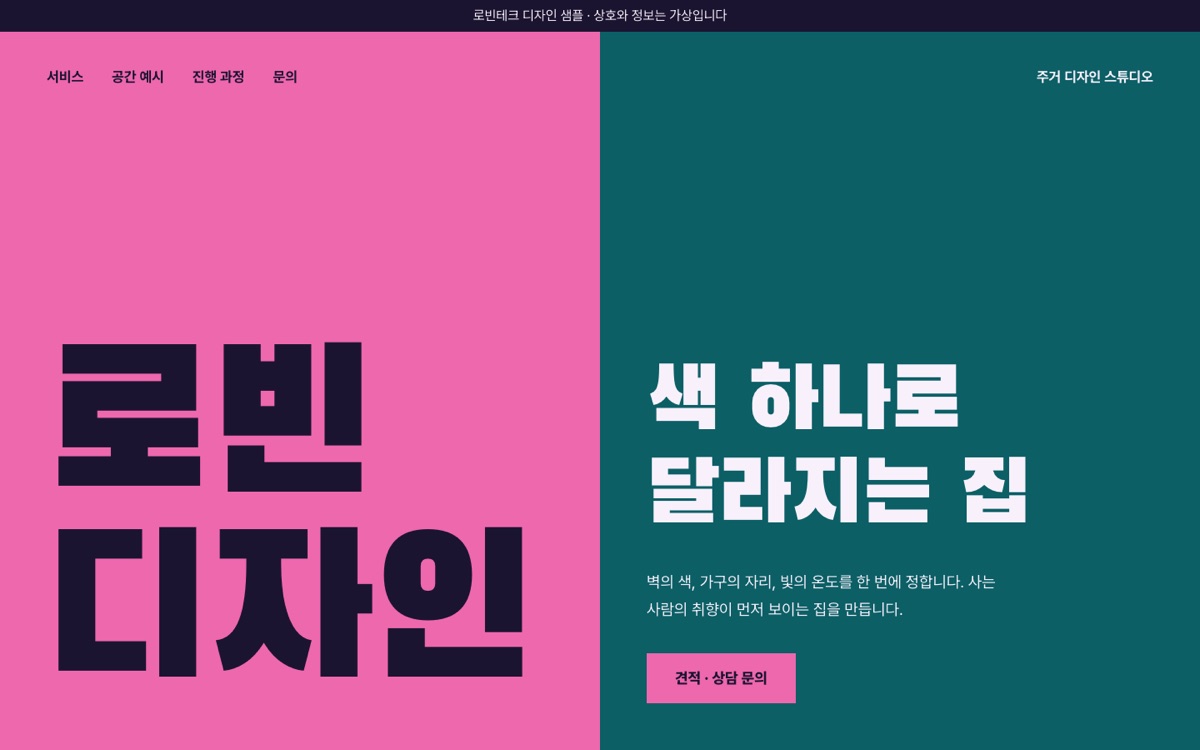 로빈테크 디자인 샘플 · 상호와 정보는 가상입니다
서비스 공간 예시 진행 과정 문의
주거 디자인 스튜디오
로빈
디자인
색 하나로
달라지는 집
벽의 색, 가구의 자리, 빛의 온도를 한 번에 정합니다. 사는
사람의 취향이 먼저 보이는 집을 만듭니다.
견적 · 상담 문의